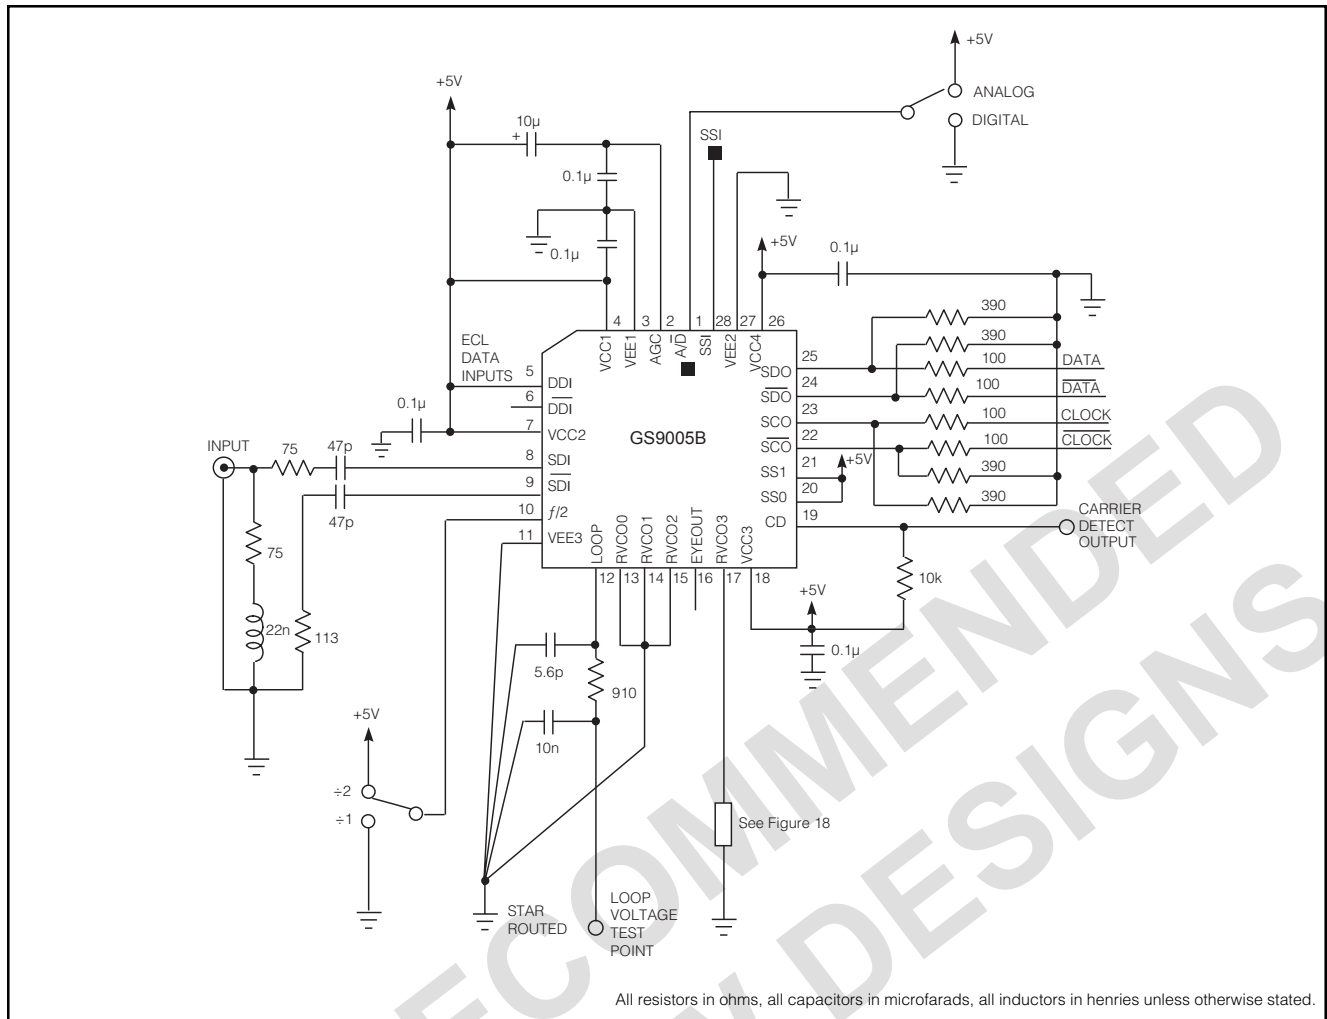 +5V
ANALOG
DIGITAL
+5V
10µ
+
SSI
0.1µ
0.1µ
+5V
0.1µ
4 3 2 1 28 27 26
VCC1 VEE1 AGC A/D SSI VEE2 VCC4
ECL
DATA
INPUTS
390
390
25 SDO 100 DATA
24 SDO 100 DATA
23 SCO 100 CLOCK
22 SCO 100 CLOCK
21 SS1 +5V
20 SS0
390
390
19 CD
CARRIER
DETECT
OUTPUT
5 DDI
6 DDI
0.1µ
7 VCC2
GS9005B
INPUT
75
47p
8 SDI
9 SDI
47p
10 f/2
11 VEE3
LOOP RVCO0 RVCO1 RVCO2 EYEOUT RVCO3 VCC3
12 13 14 15 16 17 18
75
22n
113
10k
+5V
0.1µ
5.6p
910
10n
+5V
÷2
÷1
See Figure 18
STAR
ROUTED
LOOP
VOLTAGE
TEST
POINT
ECOMMENDED
DESIGNS
All resistors in ohms, all capacitors in microfarads, all inductors in henries unless otherwise stated.